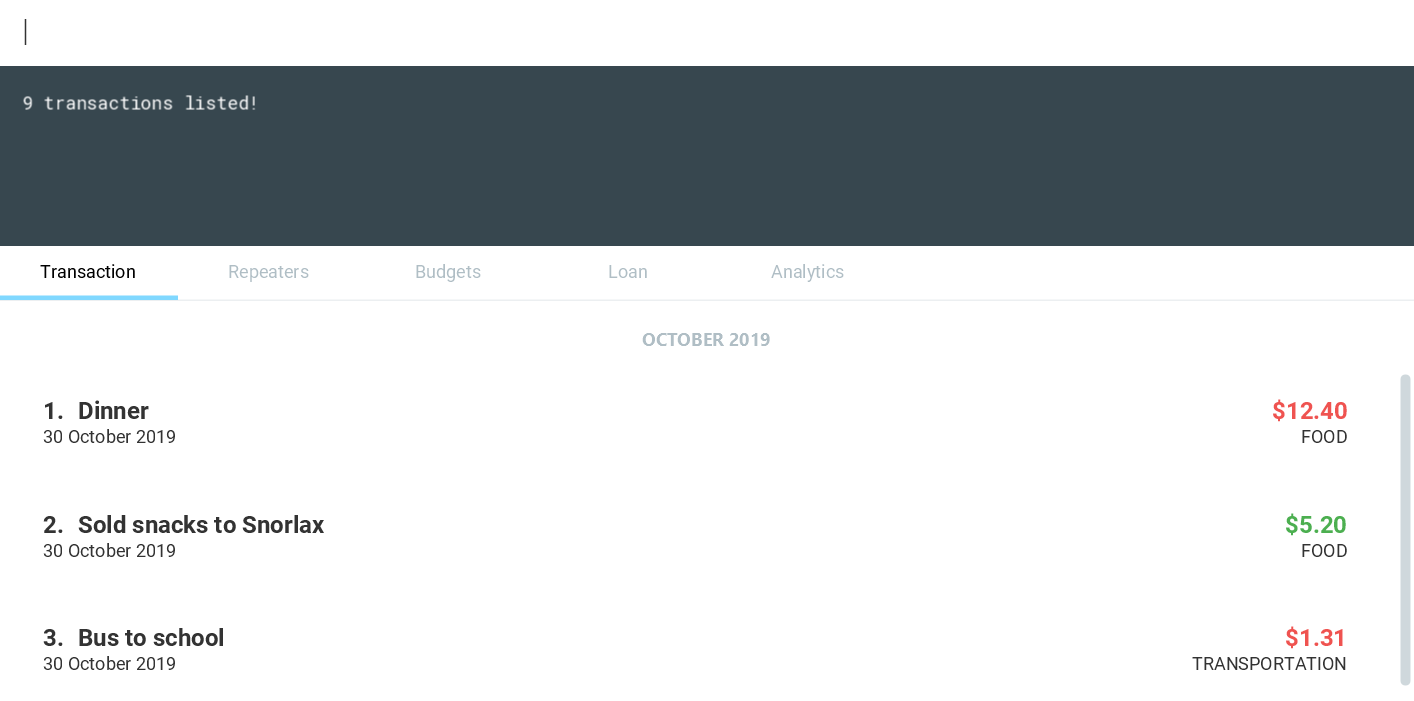 9 transactions listed!
Transaction Repeaters Budgets Loan Analytics
OCTOBER 2019
1. Dinner $12.40
30 October 2019 FOOD
2. Sold snacks to Snorlax $5.20
30 October 2019 FOOD
3. Bus to school $1.31
30 October 2019 TRANSPORTATION